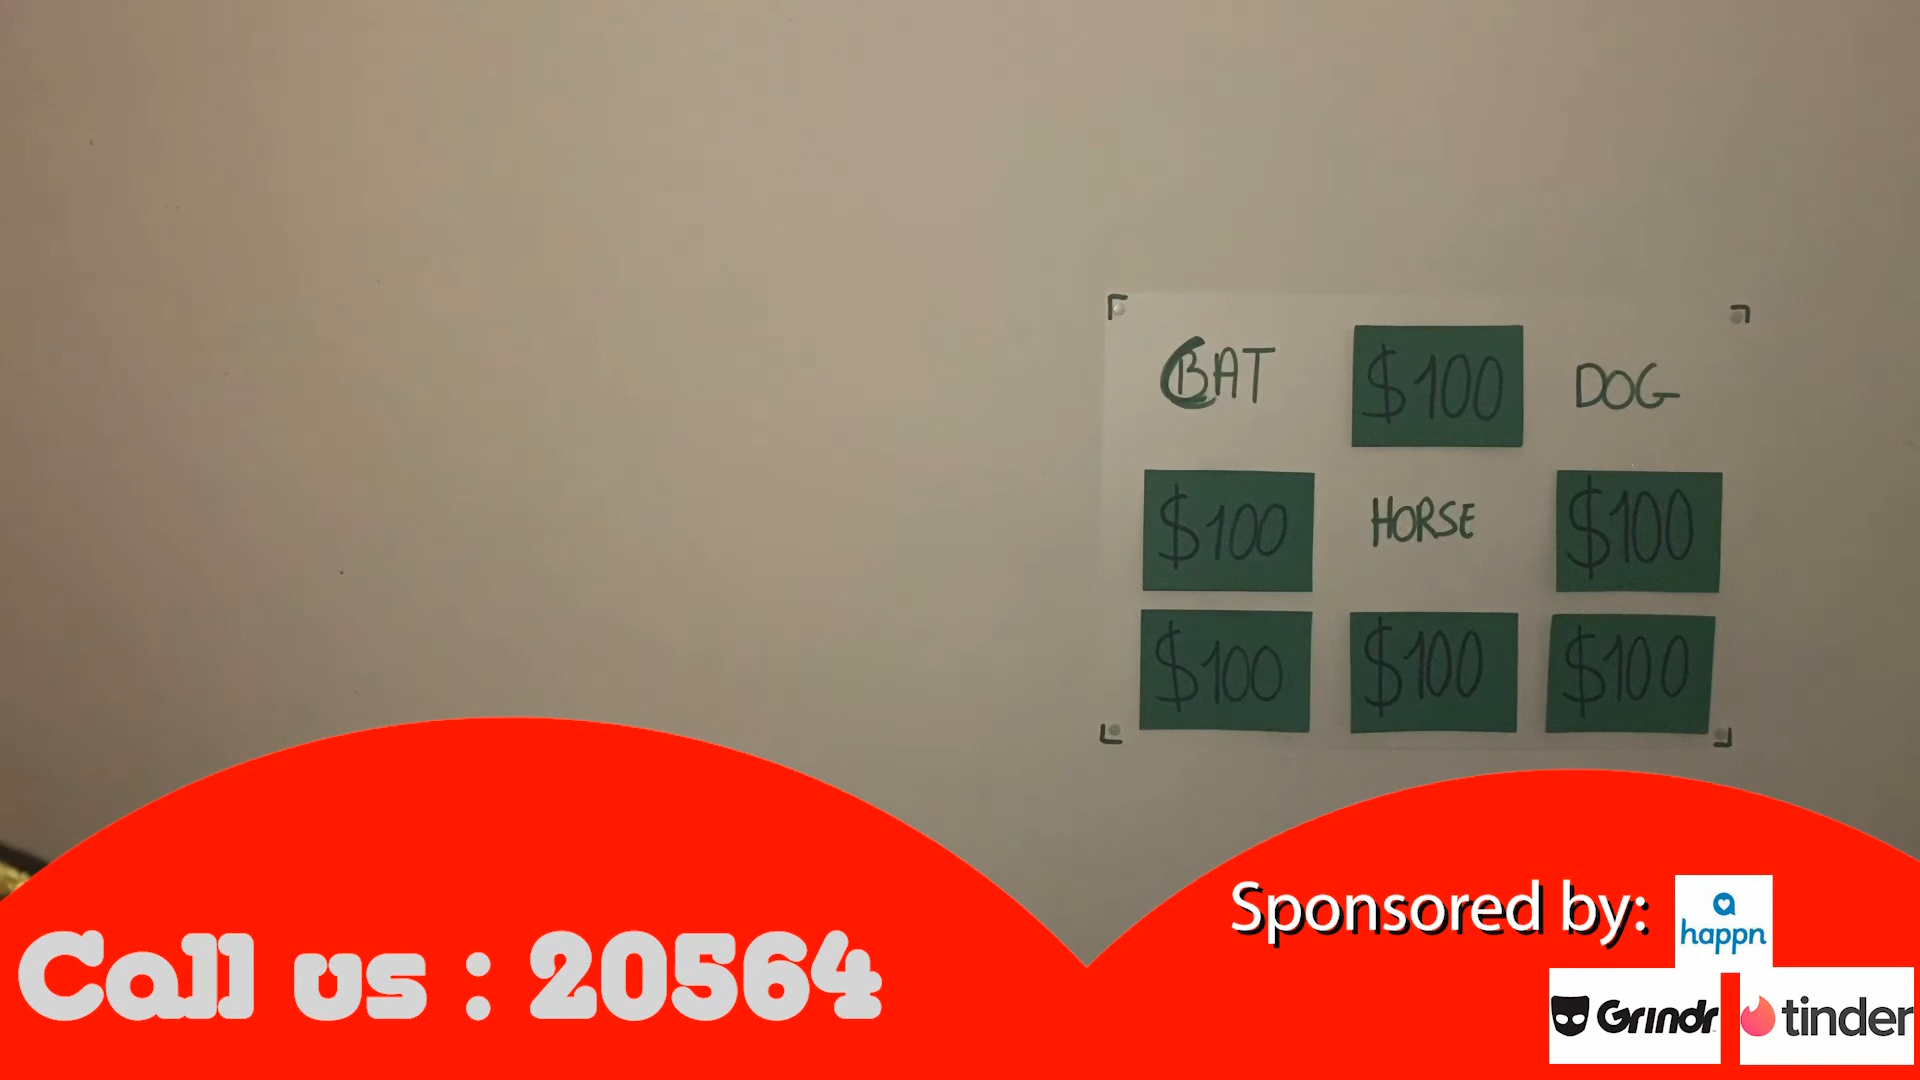 BAT $100 DOG
$100 HORSE $100
$100 $100 $100
Sponsored by:
happn
Call us : 20564
Grindr tinder